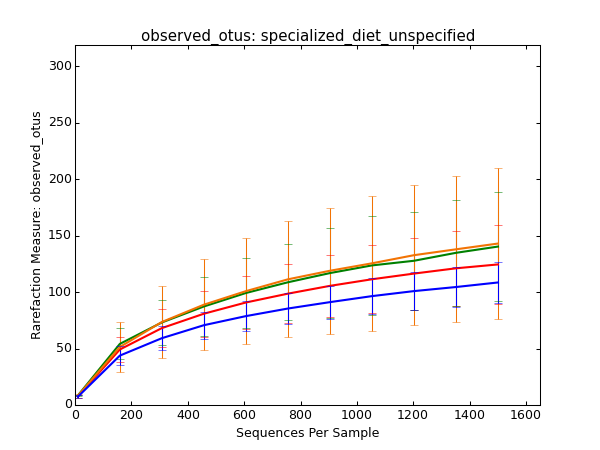 observed_otus: specialized_diet_unspecified
Rarefaction Measure: observed_otus
300
250
200
150
100
50
0
0 200 400 600 800 1000 1200 1400 1600
Sequences Per Sample